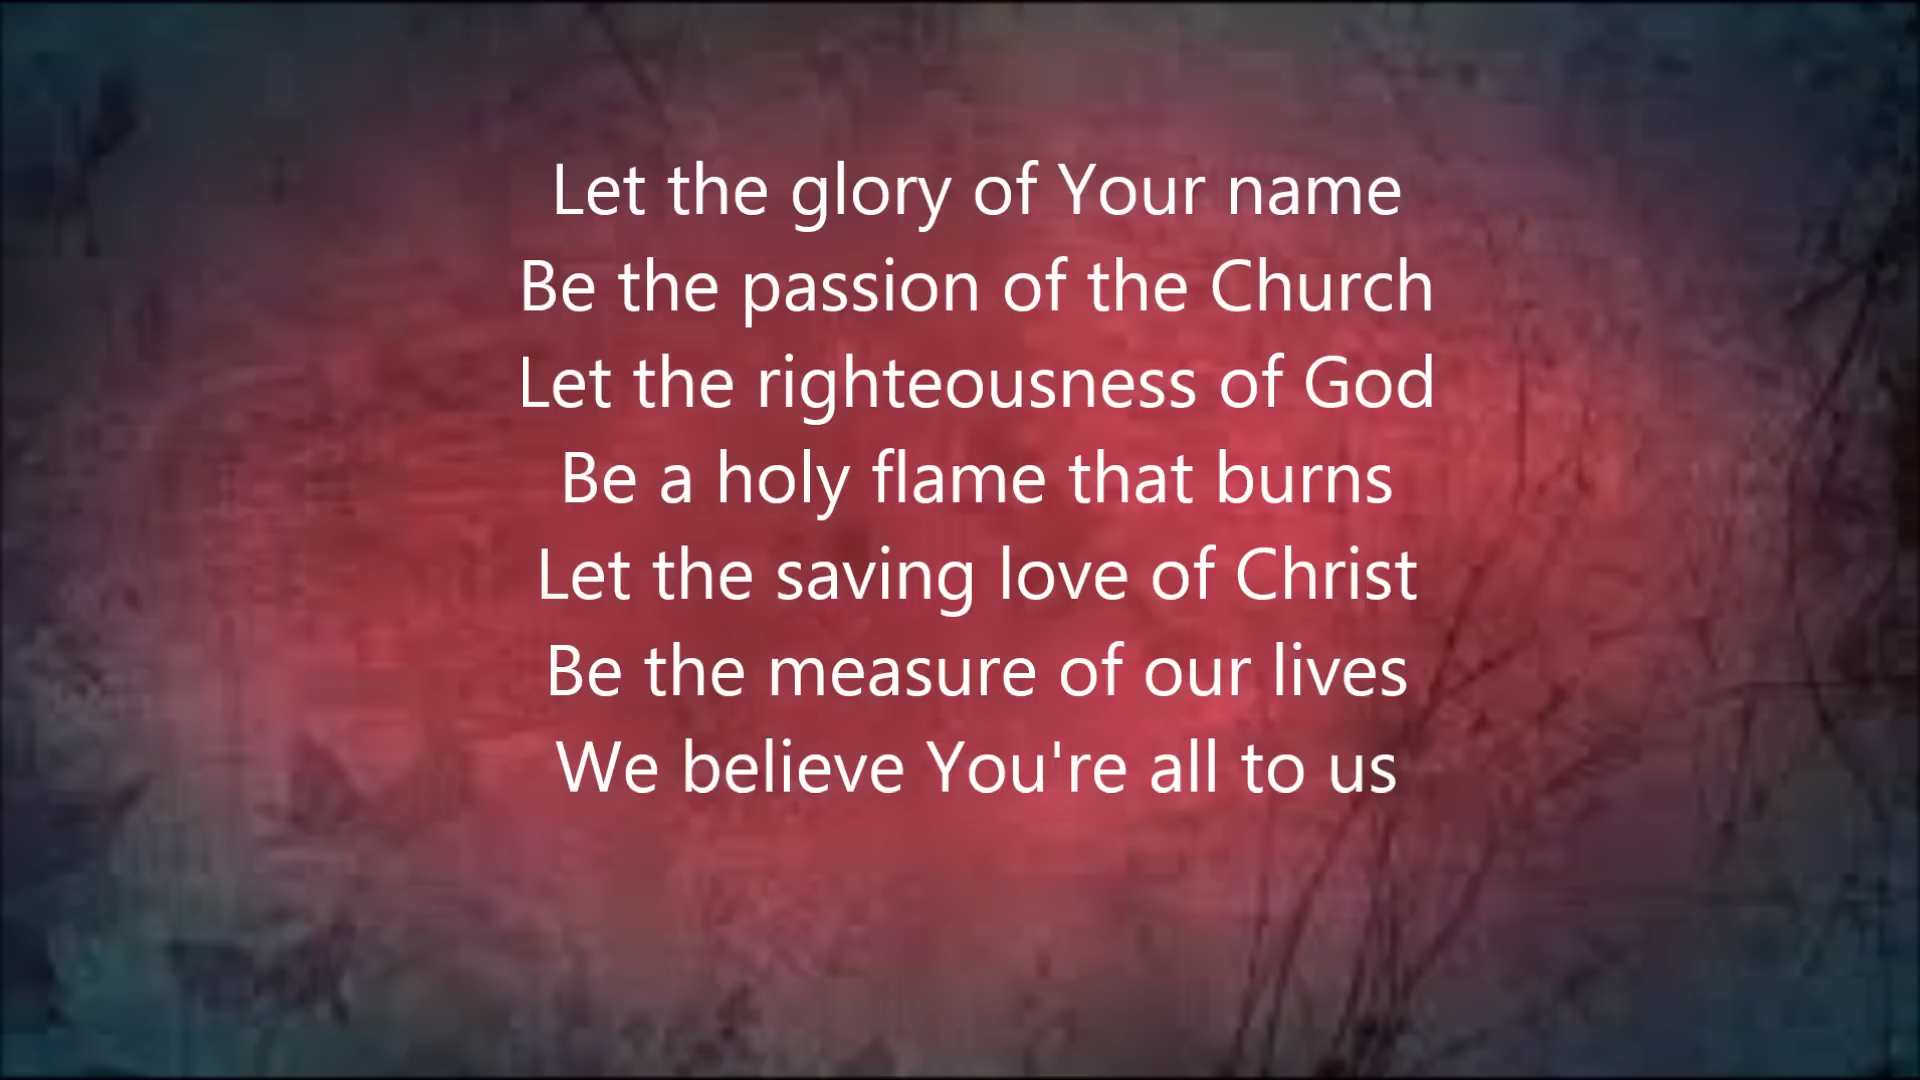 Let the glory of Your name
Be the passion of the Church
Let the righteousness of God
Be a holy flame that burns
Let the saving love of Christ
Be the measure of our lives
We believe You're all to us